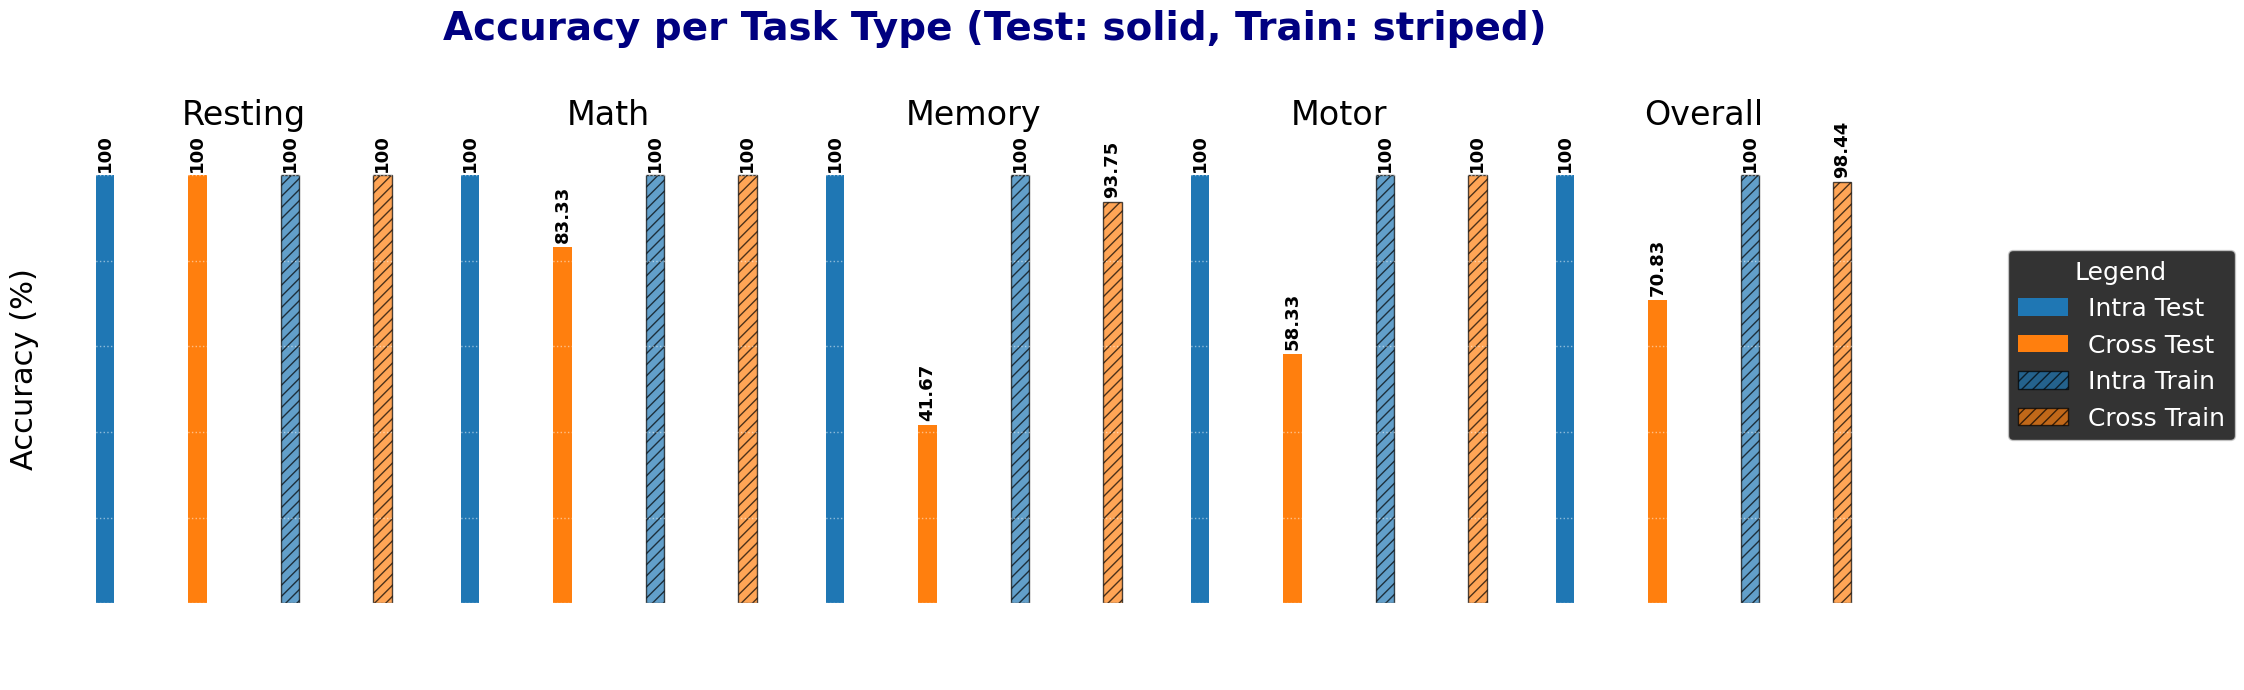 Accuracy per Task Type (Test: solid, Train: striped)
Resting
Math
Memory
Motor
Overall
100
100
100
100
100
83.33
100
100
100
41.67
100
93.75
100
58.33
100
100
100
70.83
100
98.44
Accuracy (%)
Legend
Intra Test
Cross Test
Intra Train
Cross Train